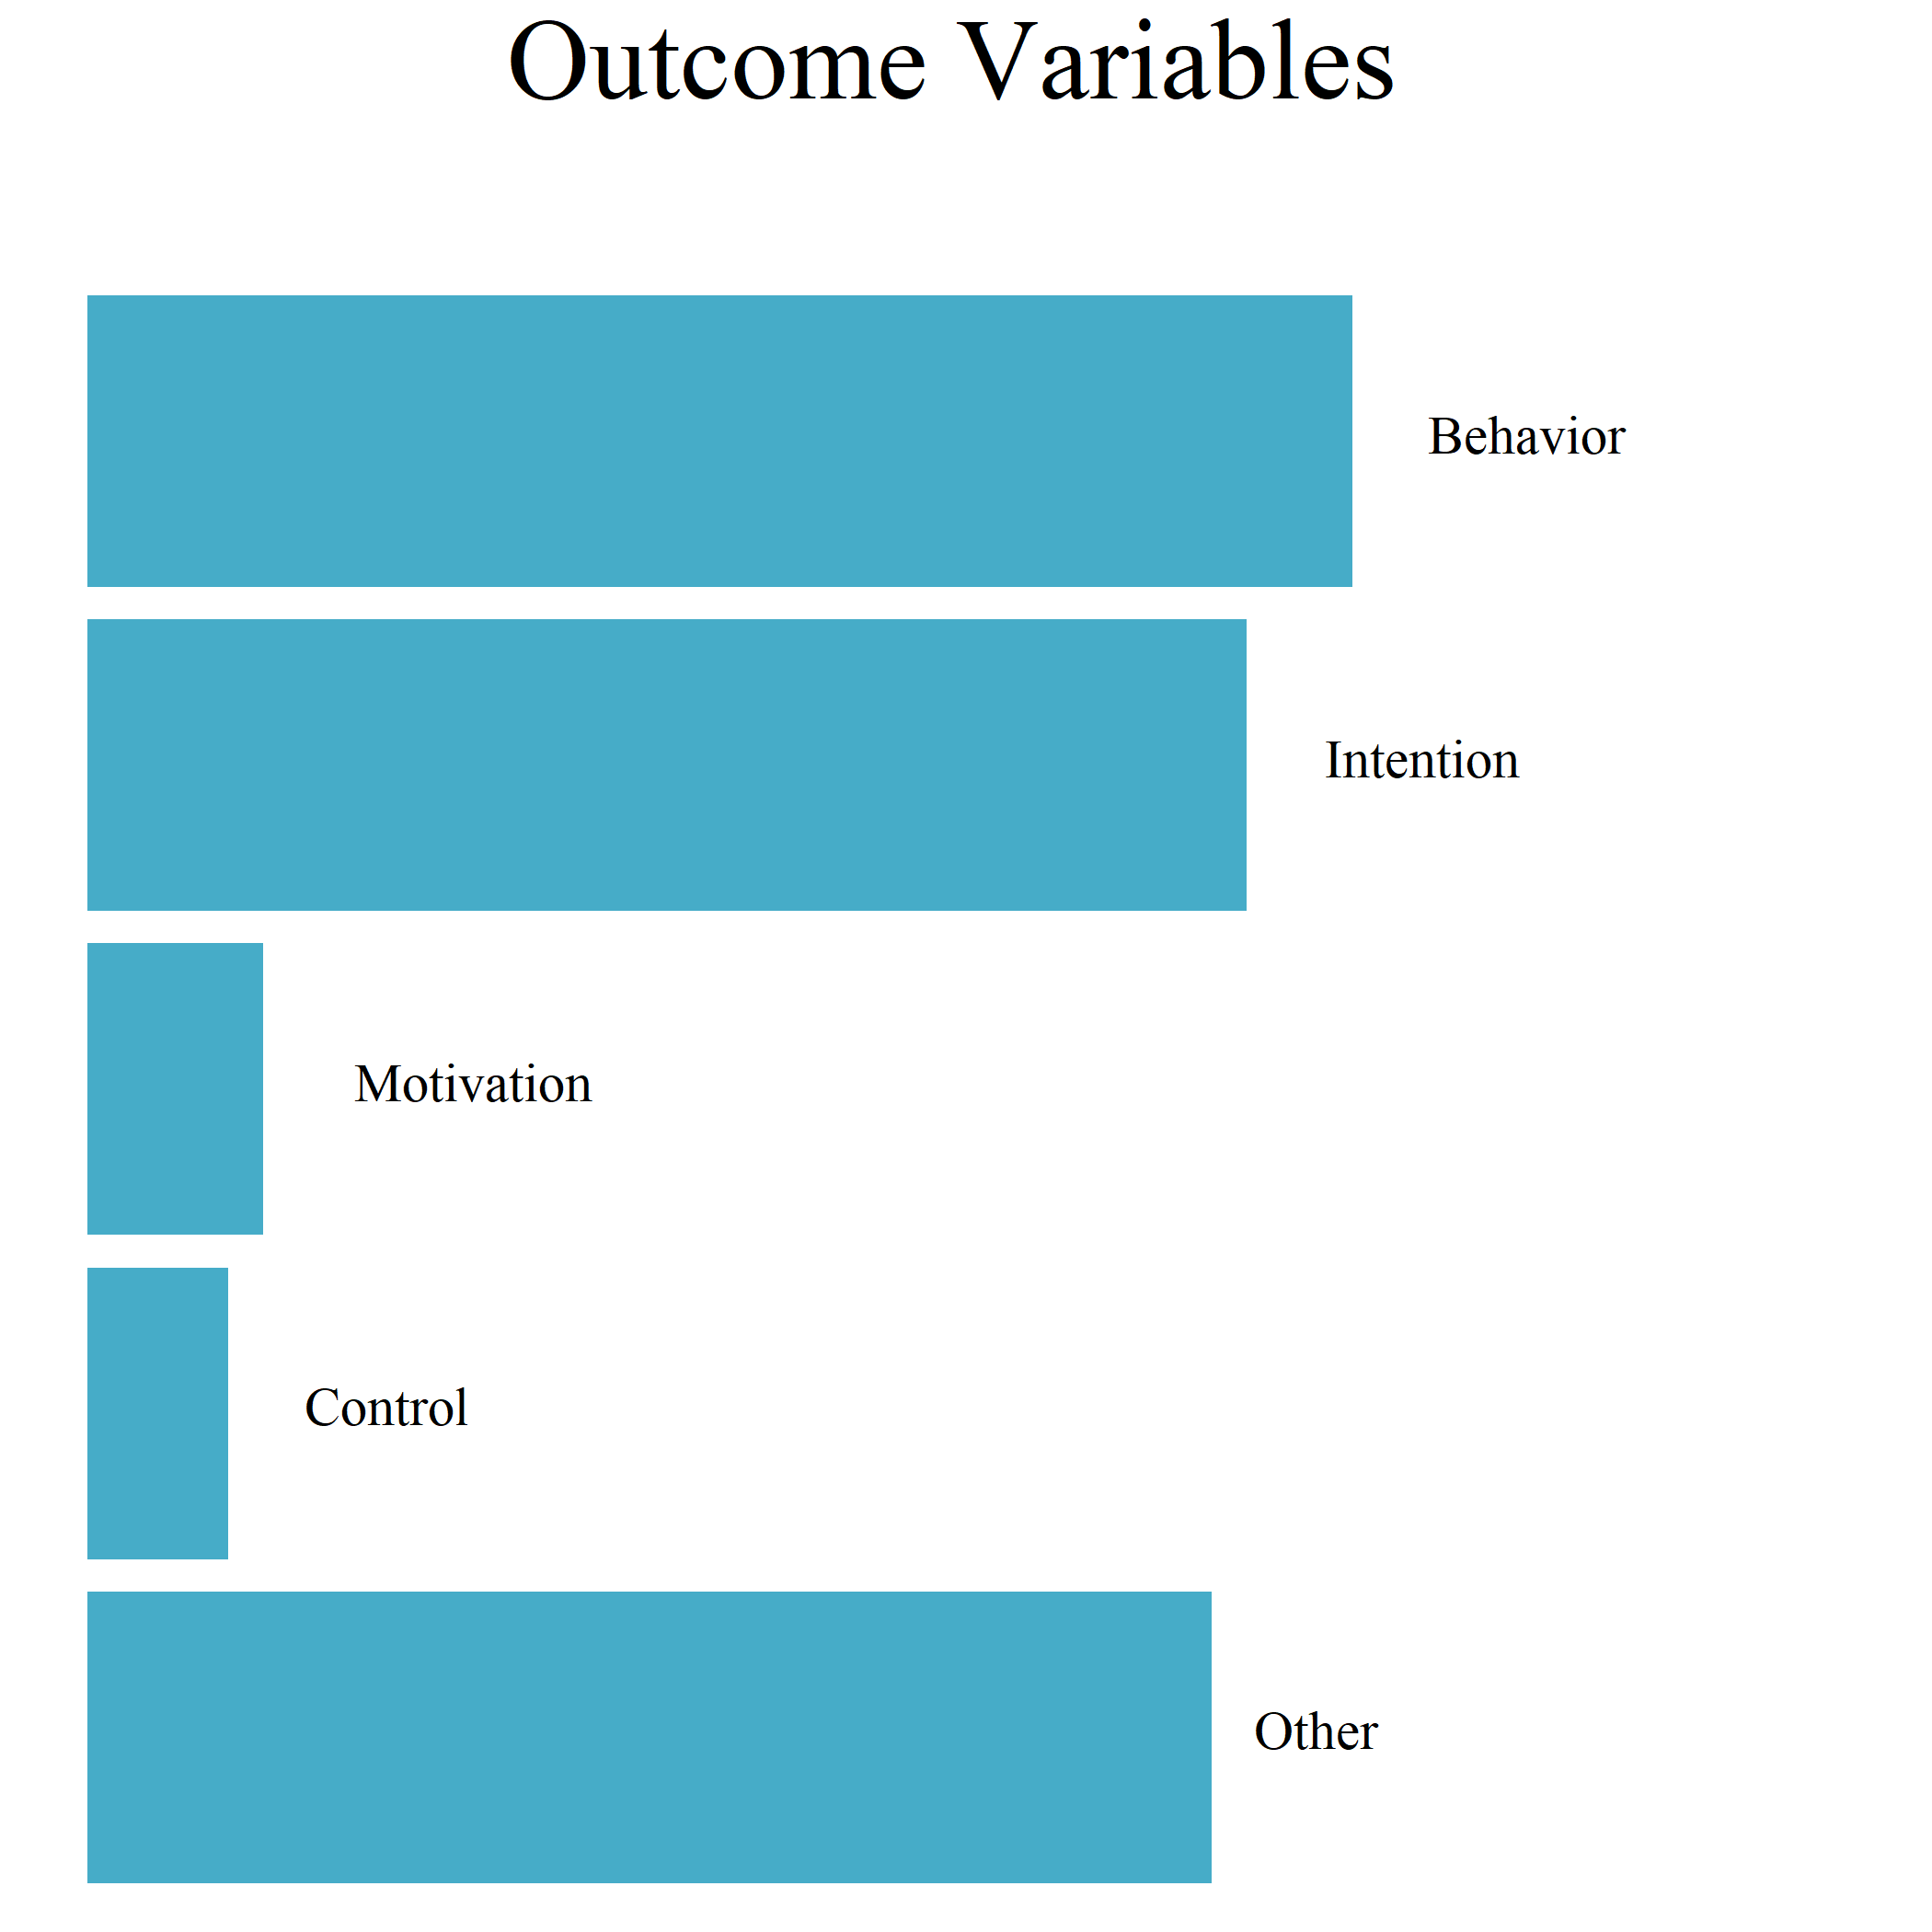 Outcome Variables
Behavior
Intention
Motivation
Control
Other